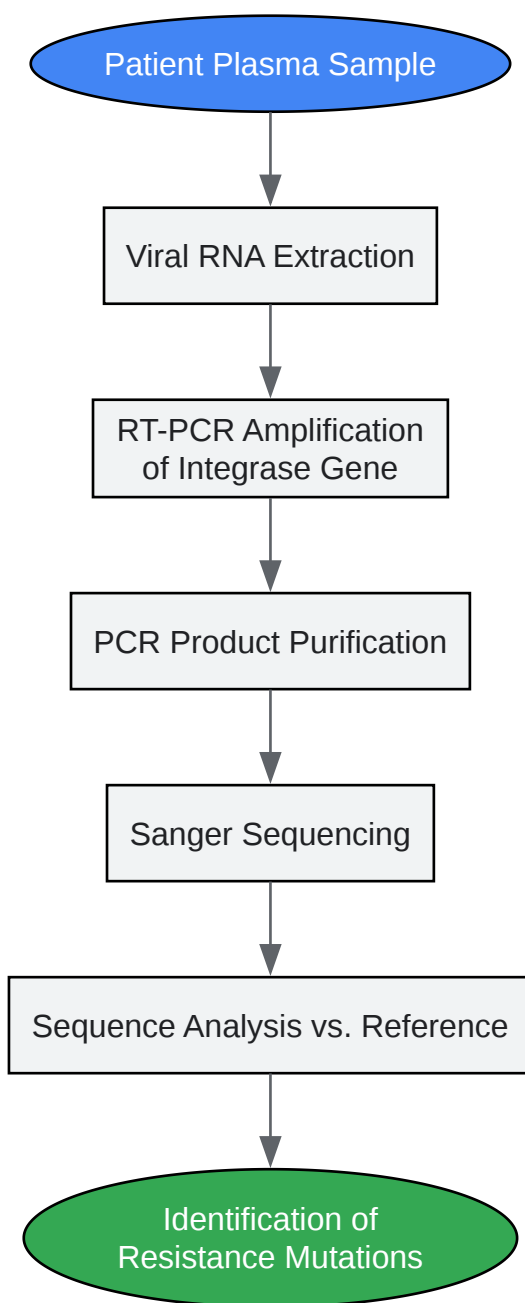 Patient Plasma Sample
Viral RNA Extraction
RT-PCR Amplification
of Integrase Gene
PCR Product Purification
Sanger Sequencing
Sequence Analysis vs. Reference
Identification of
Resistance Mutations